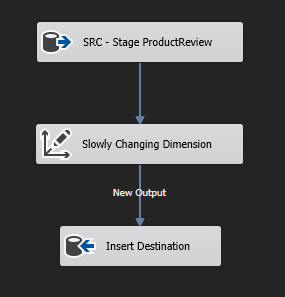 SRC - Stage ProductReview
Slowly Changing Dimension
New Output
Insert Destination